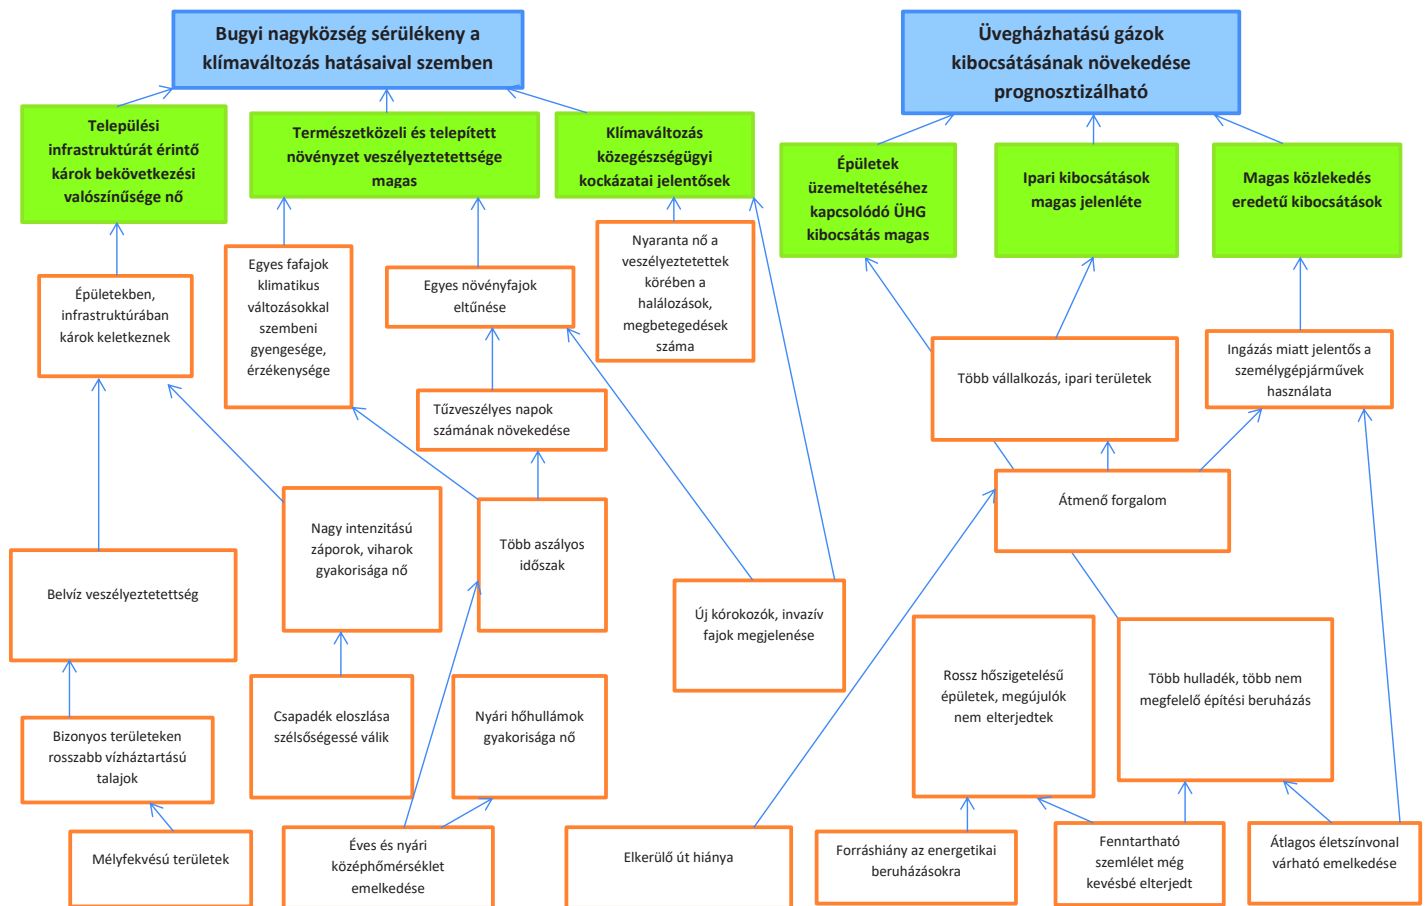 Bugyi nagyközség sérülékeny a
klímaváltozás hatásaival szemben
Üvegházhatású gázok
kibocsátásának növekedése
prognosztizálható
Települési
infrastruktúrát érintő
károk bekövetkezési
valószínűsége nő
Természetközeli és telepített
növényzet veszélyeztetettsége
magas
Klímaváltozás
közegészségügyi
kockázatai jelentősek
Épületek
üzemeltetéséhez
kapcsolódó ÜHG
kibocsátás magas
Ipari kibocsátások
magas jelenléte
Magas közlekedés
eredetű kibocsátások
Épületekben,
infrastruktúrában
károk keletkeznek
Egyes fafajok
klimatikus
változásokkal
szembeni
gyengesége,
érzékenysége
Egyes növényfajok
eltűnése
Nyaranta nő a
veszélyeztetettek
körében a
halálozások,
megbetegedések
száma
Több vállalkozás, ipari területek
Ingázás miatt jelentős a
személygépjárművek
használata
Tűzveszélyes napok
számának növekedése
Átmenő forgalom
Nagy intenzitású
záporok, viharok
gyakorisága nő
Több aszályos
időszak
Belvíz veszélyeztetettség
Új kórokozók, invazív
fajok megjelenése
Rossz hőszigetelésű
épületek, megújulók
nem elterjedtek
Több hulladék, több nem
megfelelő építési beruházás
Csapadék eloszlása
szélsőségessé válik
Nyári hőhullámok
gyakorisága nő
Bizonyos területeken
rosszabb vízháztartású
talajok
Mélyfekvésű területek
Éves és nyári
középhőmérséklet
emelkedése
Elkerülő út hiánya
Forráshiány az energetikai
beruházásokra
Fenntartható
szemlélet még
kevésbé elterjedt
Átlagos életszínvonal
várható emelkedése